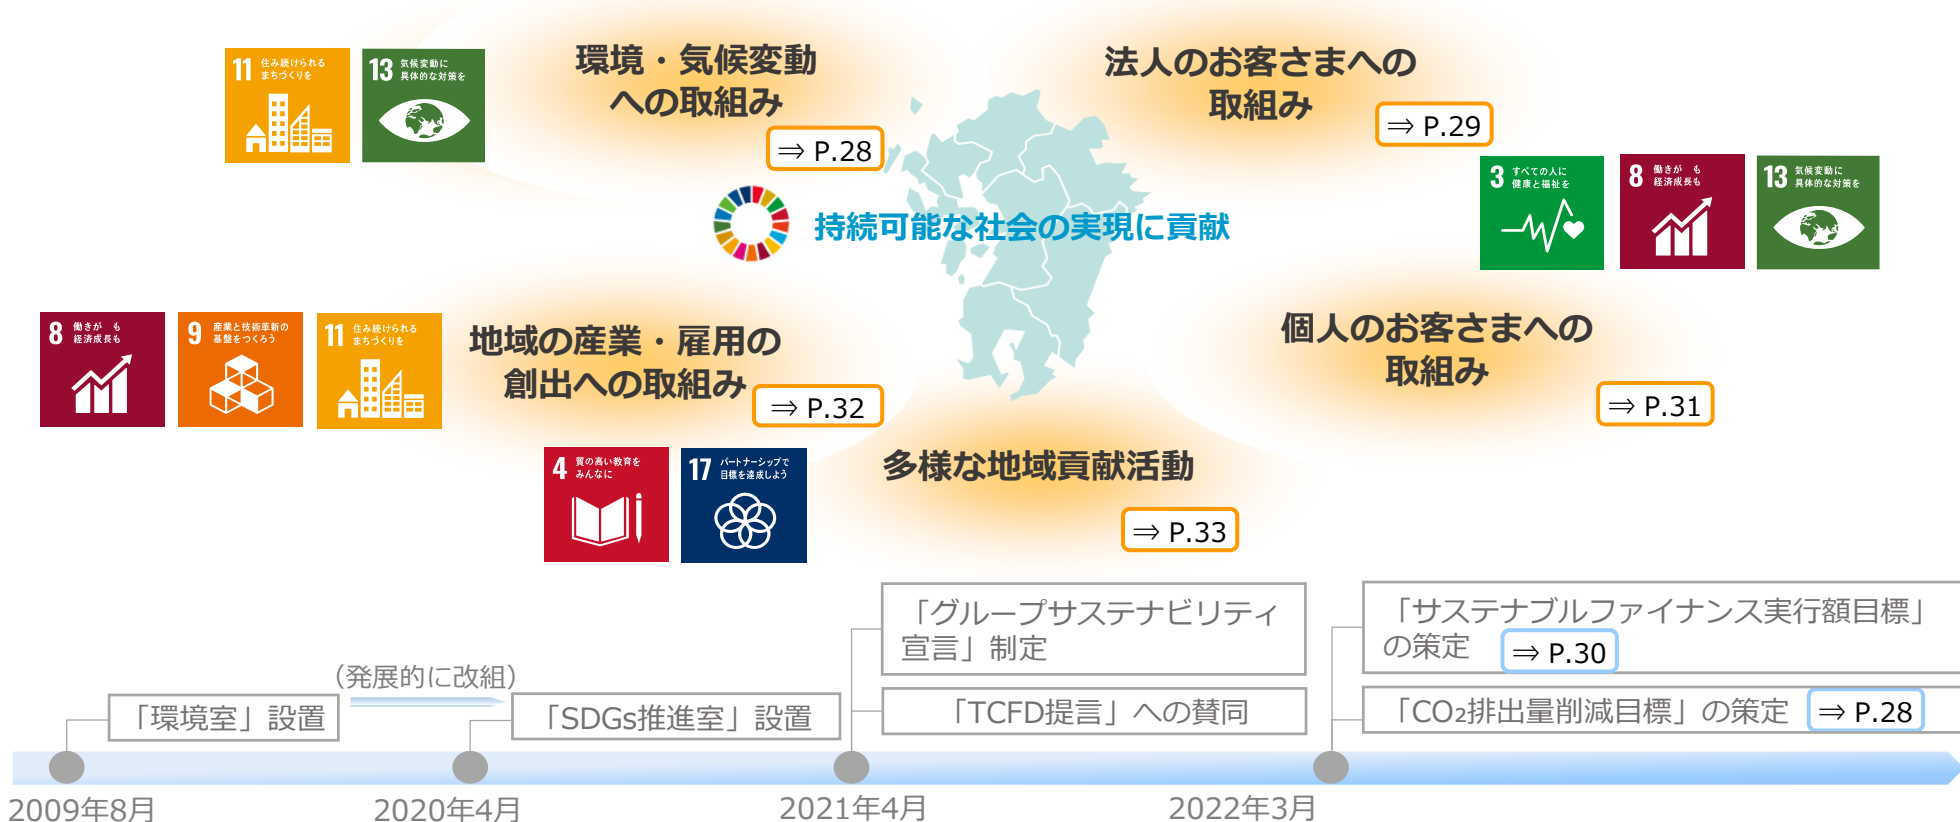 環境・気候変動
への取組み
⇒ P.28
法人のお客さまへの
取組み
⇒ P.29
11 住み続けられる
まちづくりを
13 気候変動に
具体的な対策を
3 すべての人に
健康と福祉を
8 働きが も
経済成長も
13 気候変動に
具体的な対策を
持続可能な社会の実現に貢献
8 働きが も
経済成長も
9 産業と技術革新の
基盤をつくろう
11 住み続けられる
まちづくりを
地域の産業・雇用の
創出への取組み
⇒ P.32
個人のお客さまへの
取組み
⇒ P.31
4 質の高い教育を
みんなに
17 パートナーシップで
目標を達成しよう
多様な地域貢献活動
⇒ P.33
「環境室」設置
（発展的に改組）
「SDGs推進室」設置
「グループサステナビリティ
宣言」制定
「TCFD提言」への賛同
「サステナブルファイナンス実行額目標」
の策定 ⇒ P.30
「CO₂排出量削減目標」の策定 ⇒ P.28
2009年8月
2020年4月
2021年4月
2022年3月